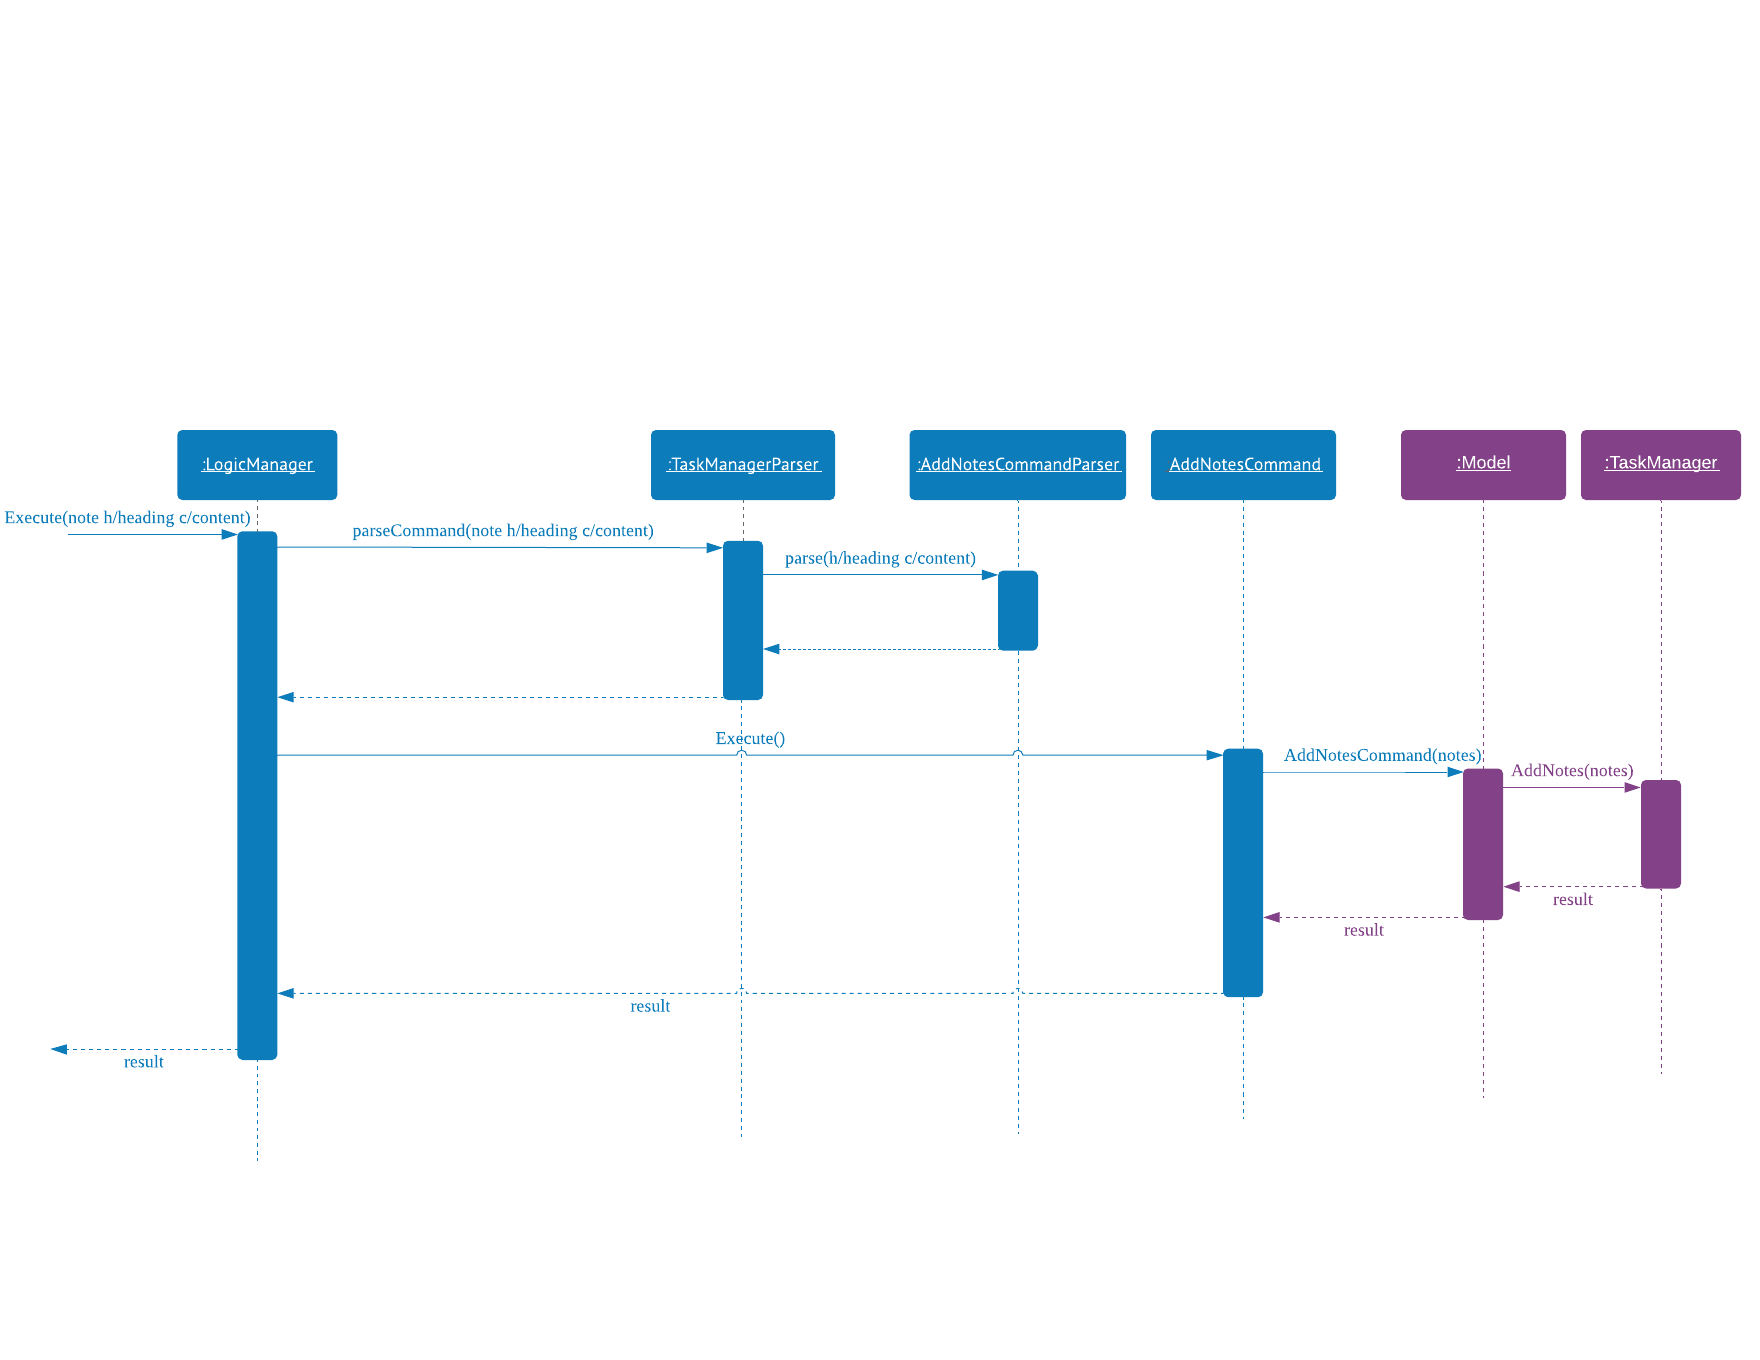 :LogicManager
:TaskManagerParser
:AddNotesCommandParser
AddNotesCommand
:Model
:TaskManager
Execute(note h/heading c/content)
parseCommand(note h/heading c/content)
parse(h/heading c/content)
Execute()
AddNotesCommand(notes)
AddNotes(notes)
result
result
result
result